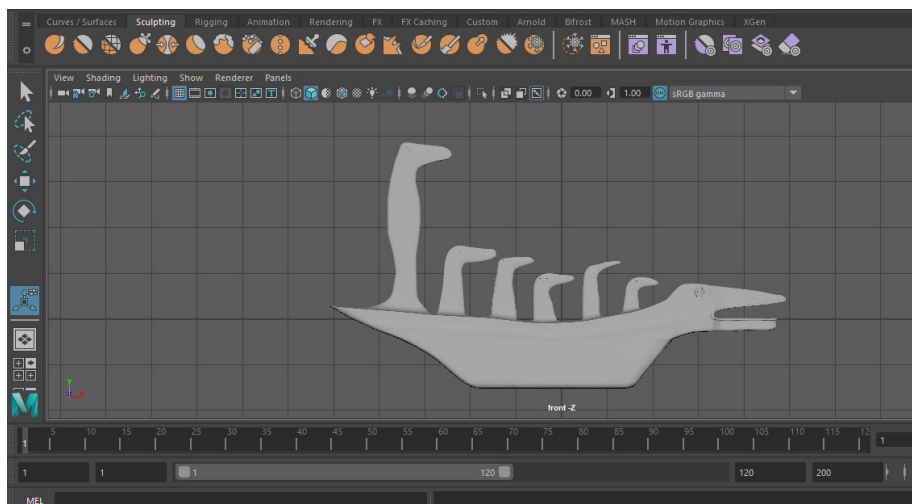 Curves / Surfaces Sculpting Rigging Animation Rendering FX FX Caching Custom Arnold Bifrost MASH Motion Graphics XGen
View Shading Lighting Show Renderer Panels
0.00 1.00 sRGB gamma
y
x
front -Z
5 10 15 20 25 30 35 40 45 50 55 60 65 70 75 80 85 90 95 100 105 110 115 12
1 1
1 1 1 120 120 200
MEL